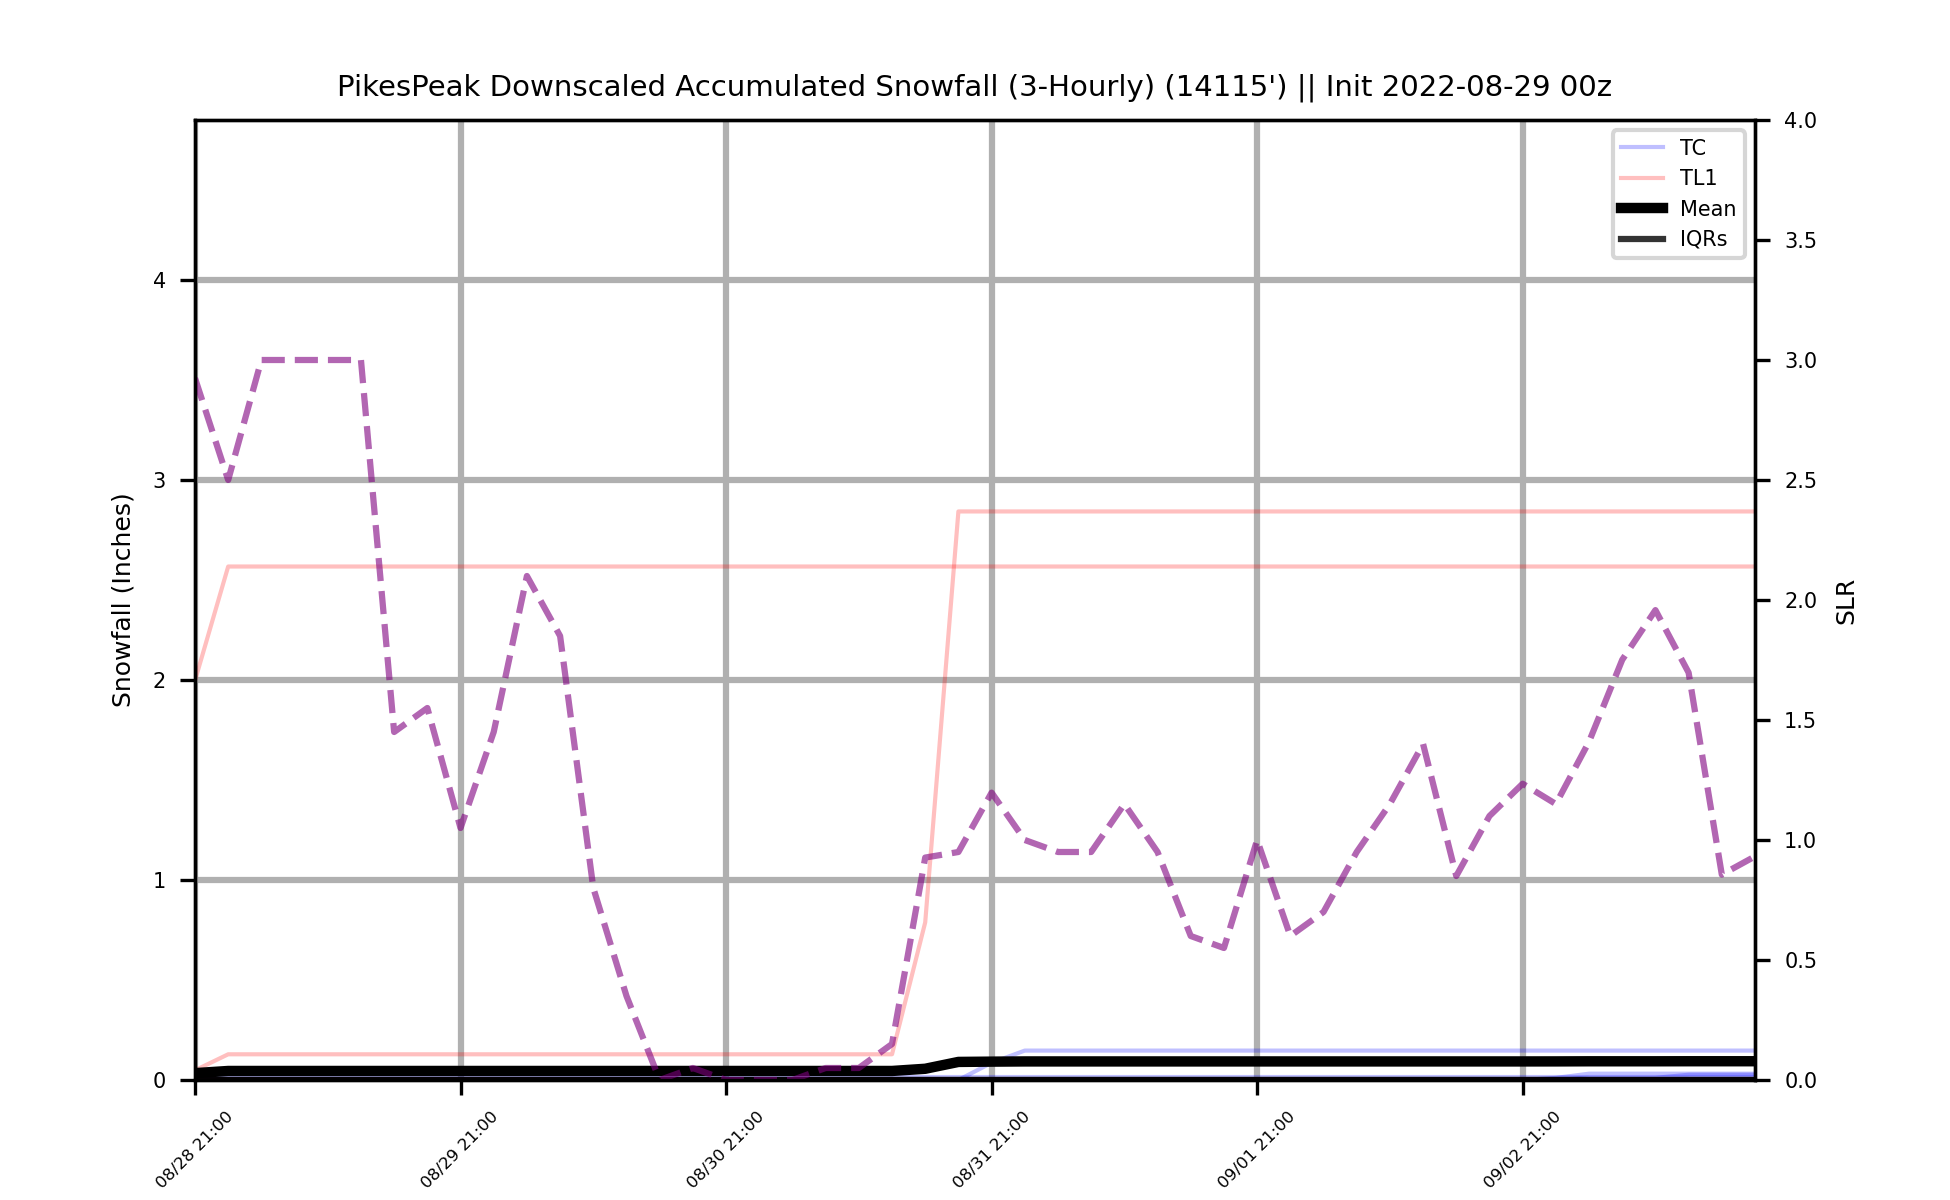 PikesPeak Downscaled Accumulated Snowfall (3-Hourly) (14115') || Init 2022-08-29 00z
TC
TL1
Mean
IQRs
Snowfall (Inches)
4
3
2
1
0
4.0
3.5
3.0
2.5
2.0
1.5
1.0
0.5
0.0
SLR
08/28 21:00
08/29 21:00
08/30 21:00
08/31 21:00
09/01 21:00
09/02 21:00